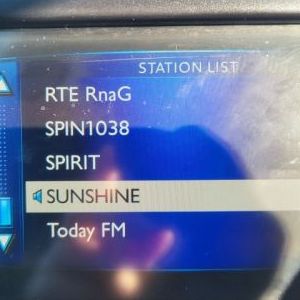 STATION LIST
RTE RnaG
SPIN1038
SPIRIT
SUNSHINE
Today FM